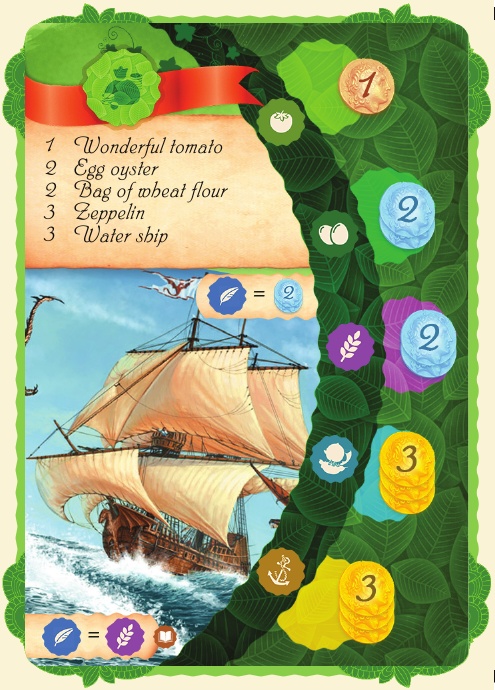 1 Wonderful tomato
2 Egg oyster
2 Bag of wheat flour
3 Zeppelin
3 Water ship
1
2
= 2
2
3
3
=